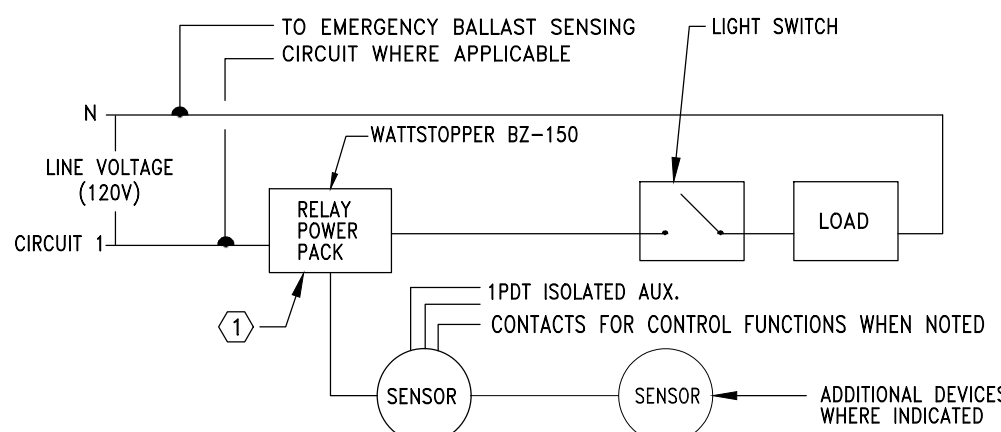 TO EMERGENCY BALLAST SENSING
CIRCUIT WHERE APPLICABLE
LIGHT SWITCH
N
WATTSTOPPER BZ-150
LINE VOLTAGE
(120V)
RELAY
POWER
PACK
LOAD
CIRCUIT 1
1PDT ISOLATED AUX.
1
CONTACTS FOR CONTROL FUNCTIONS WHEN NOTED
SENSOR
SENSOR
ADDITIONAL DEVICES
WHERE INDICATED